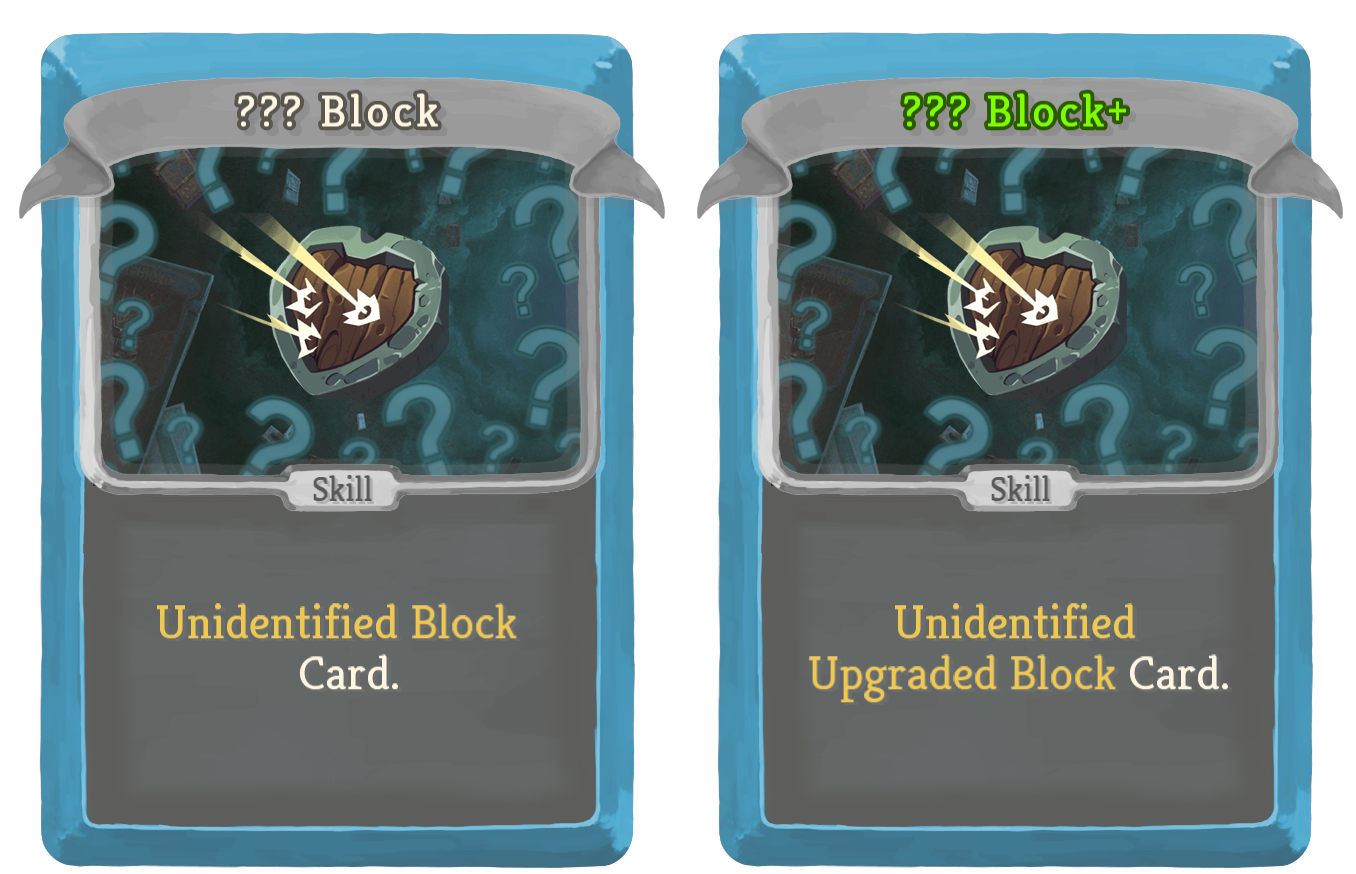 ??? Block
Skill
Unidentified Block
Card.
??? Block+
Skill
Unidentified
Upgraded Block Card.